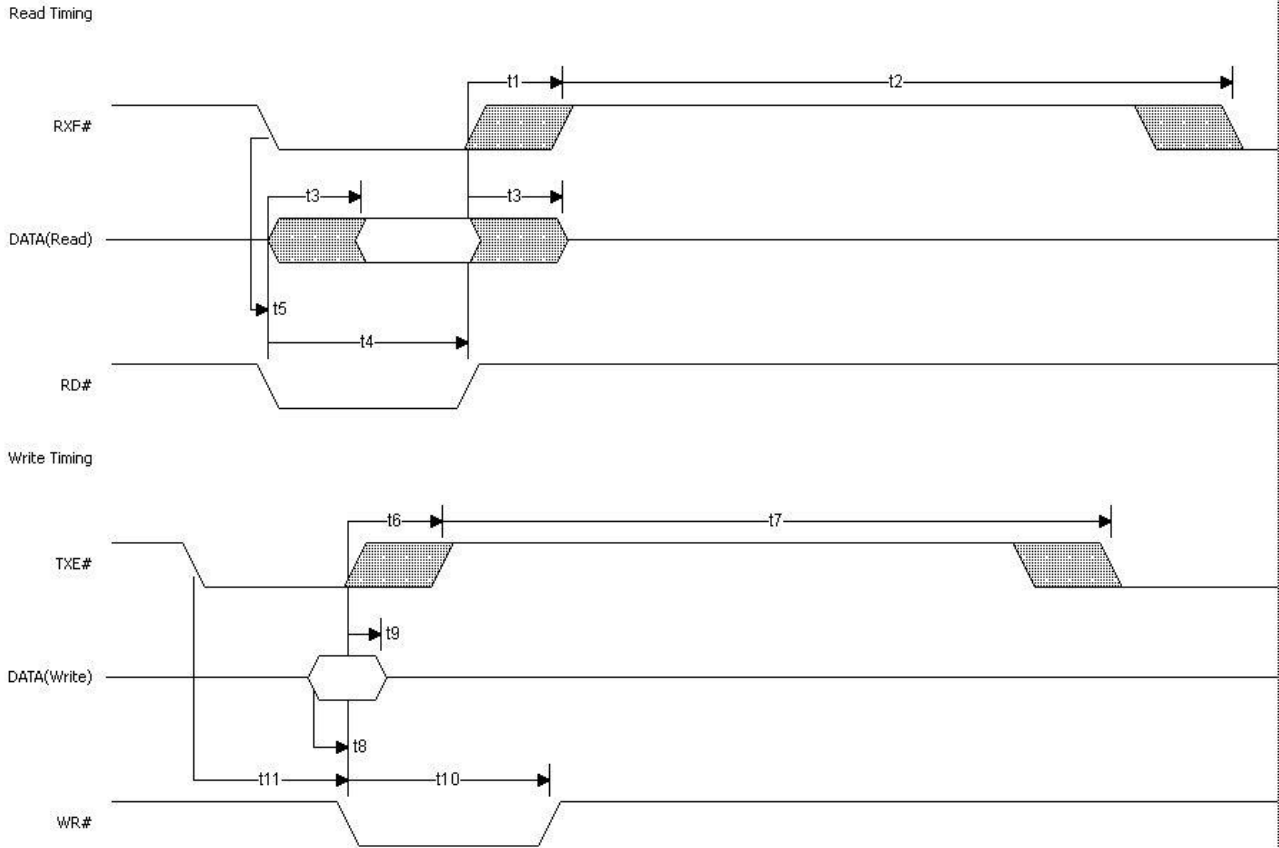 Read Timing
t1
t2
RXF#
t3
t3
DATA(Read)
t5
t4
RD#
Write Timing
t6
t7
TXE#
t9
DATA(Write)
t8
t11
t10
WR#